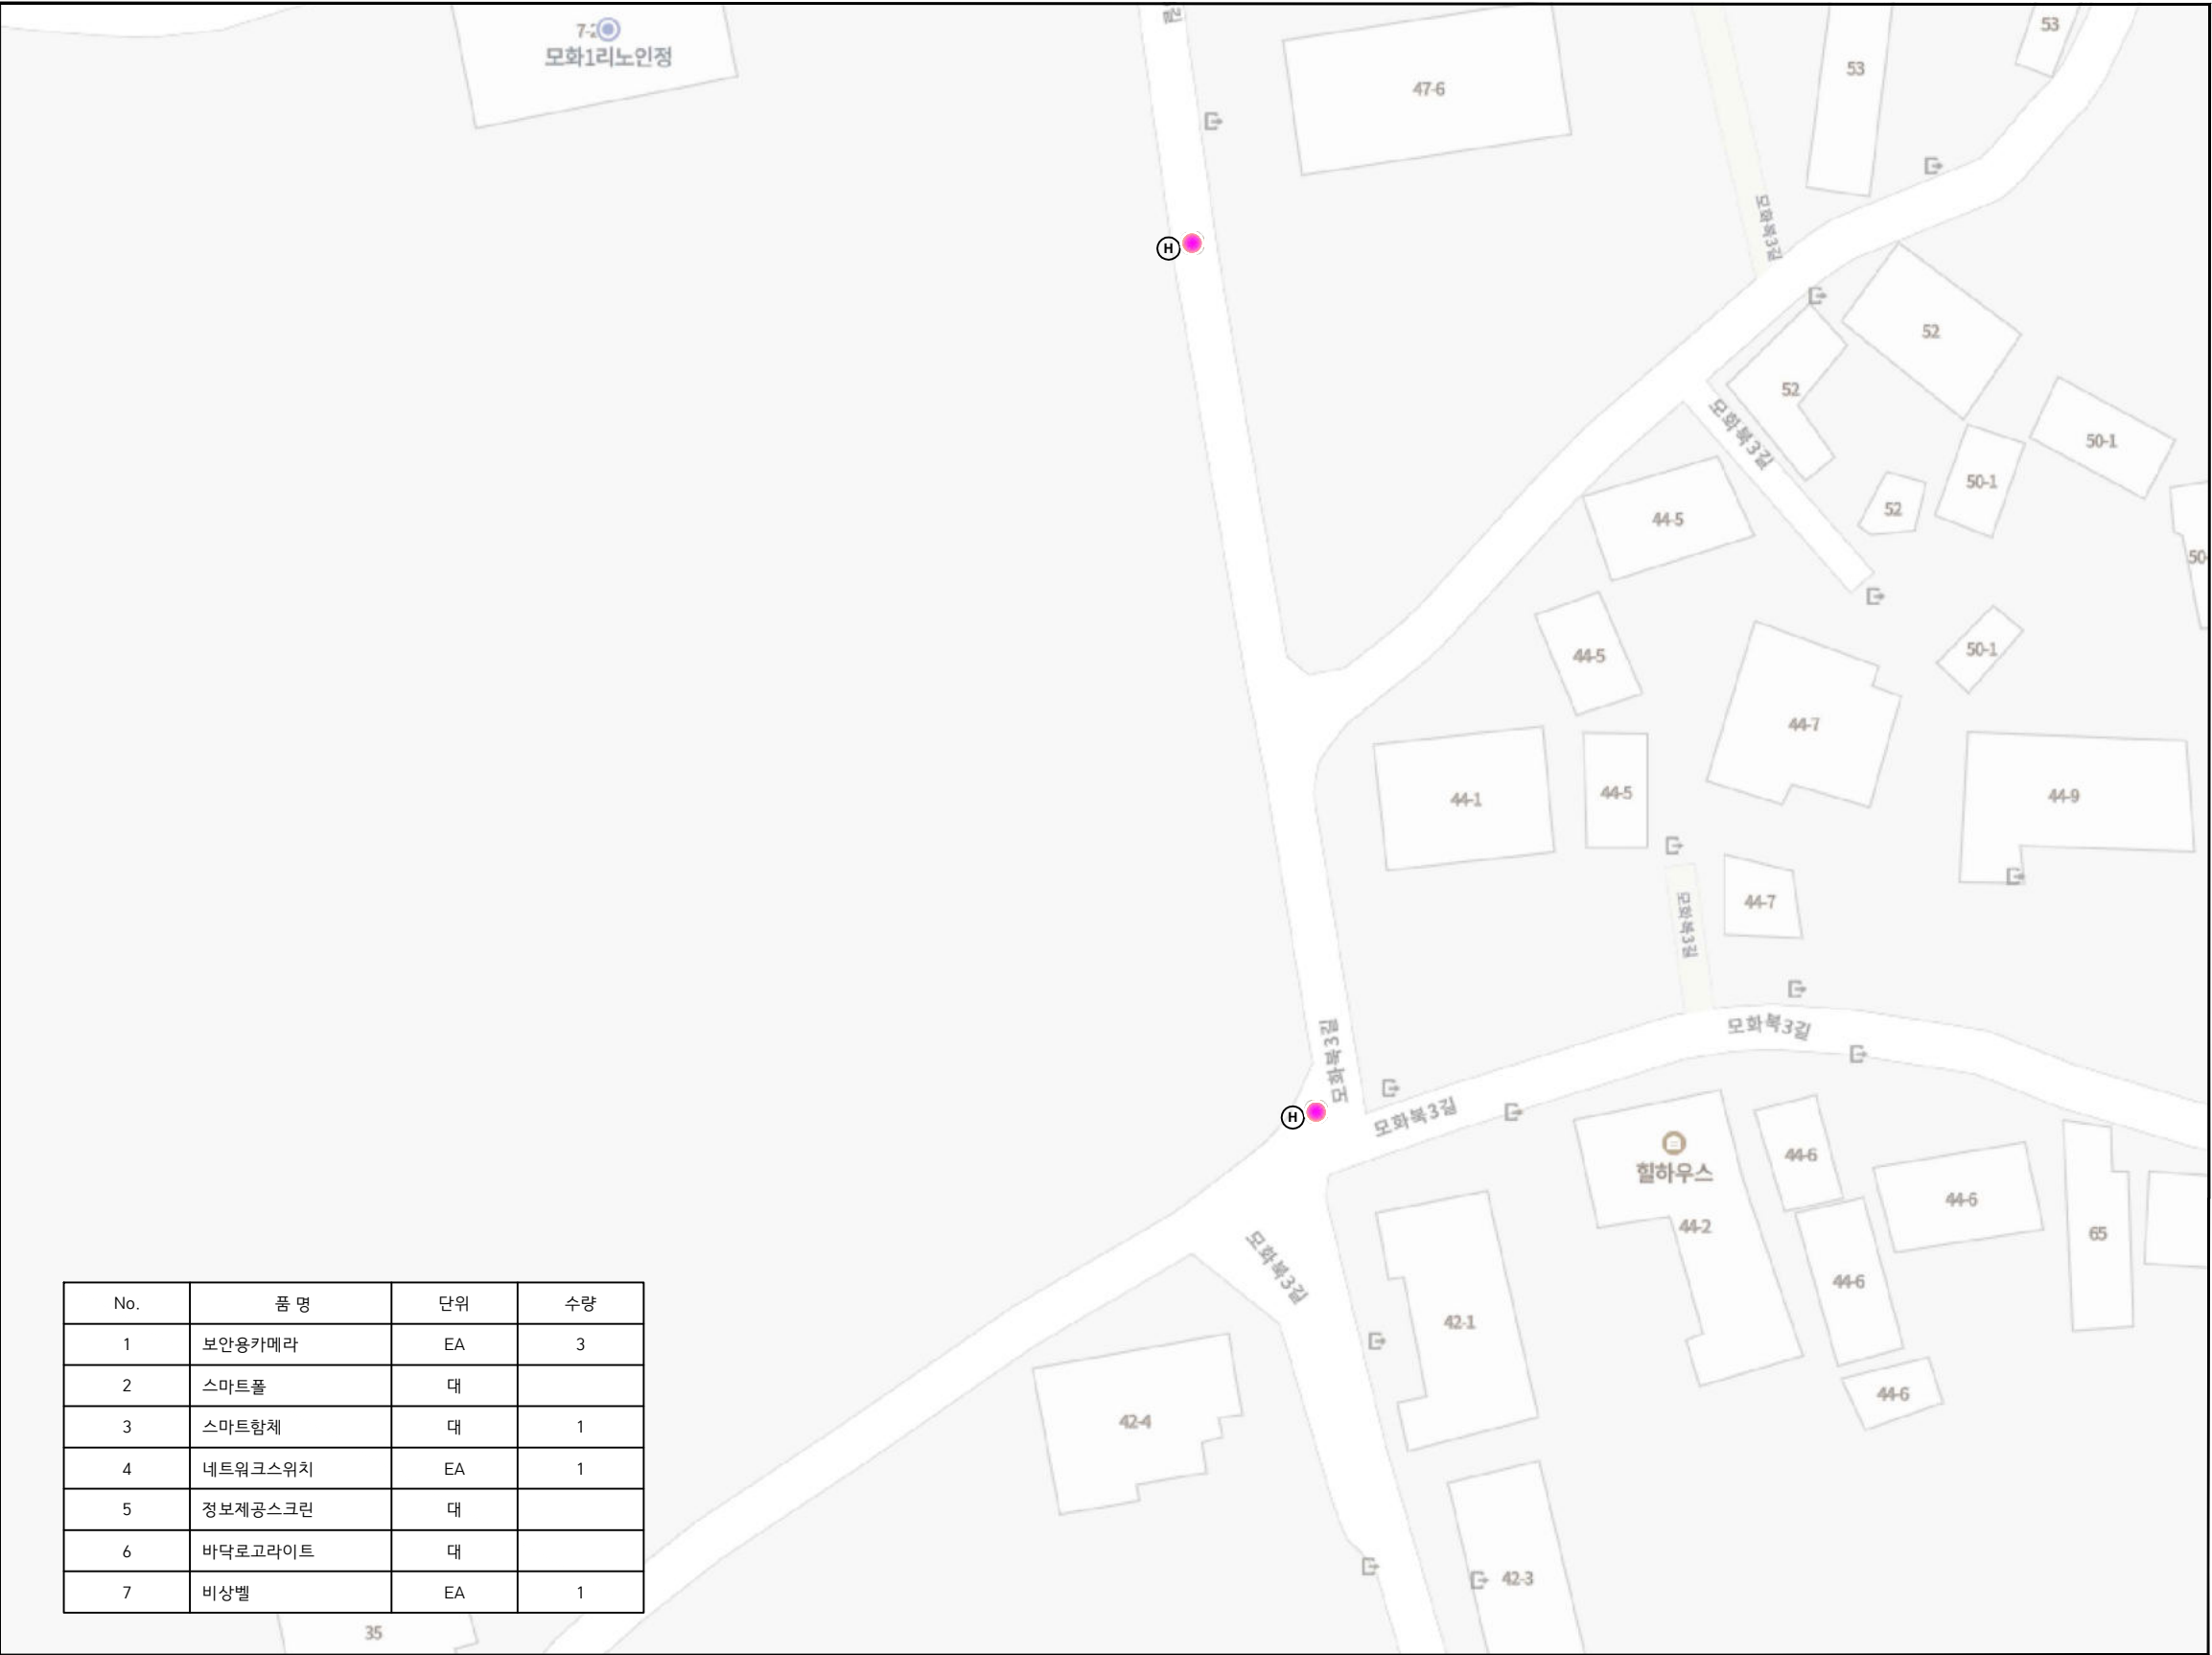 7-2
모화1리노인정
길
53
53
47-6
모화북3길
H
52
52
모화북3길
50-1
50-1
52
44-5
50-
44-5
50-1
44-7
44-1
44-5
44-9
44-7
모화북3길
모화북3길
모화북3길
모화북3길
H
힐하우스
44-2
44-6
44-6
65
모화북3길
44-6
42-1
44-6
42-4
42-3
No. 품 명 단위 수량
1 보안용카메라 EA 3
2 스마트폴 대
3 스마트함체 대 1
4 네트워크스위치 EA 1
5 정보제공스크린 대
6 바닥로고라이트 대
7 비상벨 EA 1
35